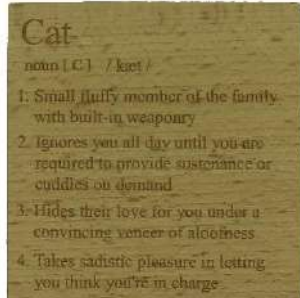 Cat-
noun [ C ] / kæt /
1. Small fluffy member of the family
with built-in weaponry
2. Ignores you all day until you are
required to provide sustenance or
cuddles on demand
3. Hides their love for you under a
convincing veneer of aloofness
4. Takes sadistic pleasure in letting
you think you're in charge